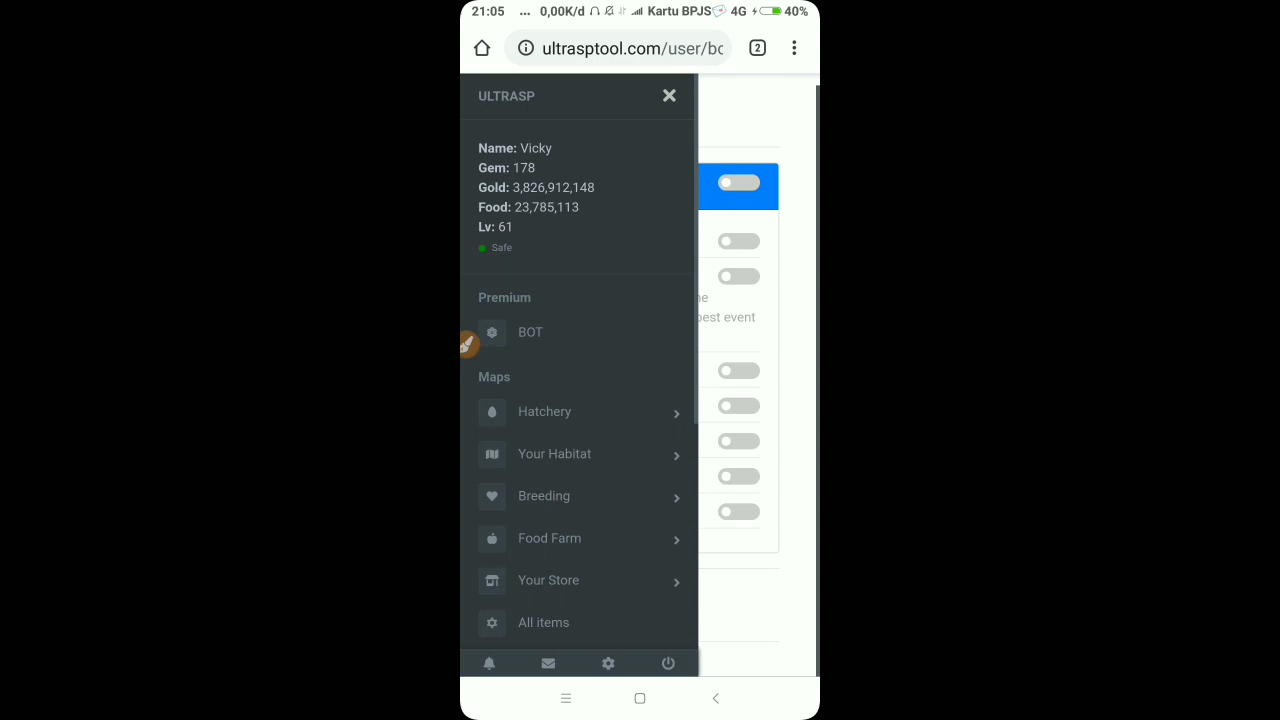 21:05 ... 0,00K/d Kartu BPJS 4G 40%
ultrasptool.com/user/bc 2
ULTRASP
Name: Vicky
Gem: 178
Gold: 3,826,912,148
Food: 23,785,113
Lv: 61
Safe
Premium
ne
best event
BOT
Maps
Hatchery
Your Habitat
Breeding
Food Farm
Your Store
All items